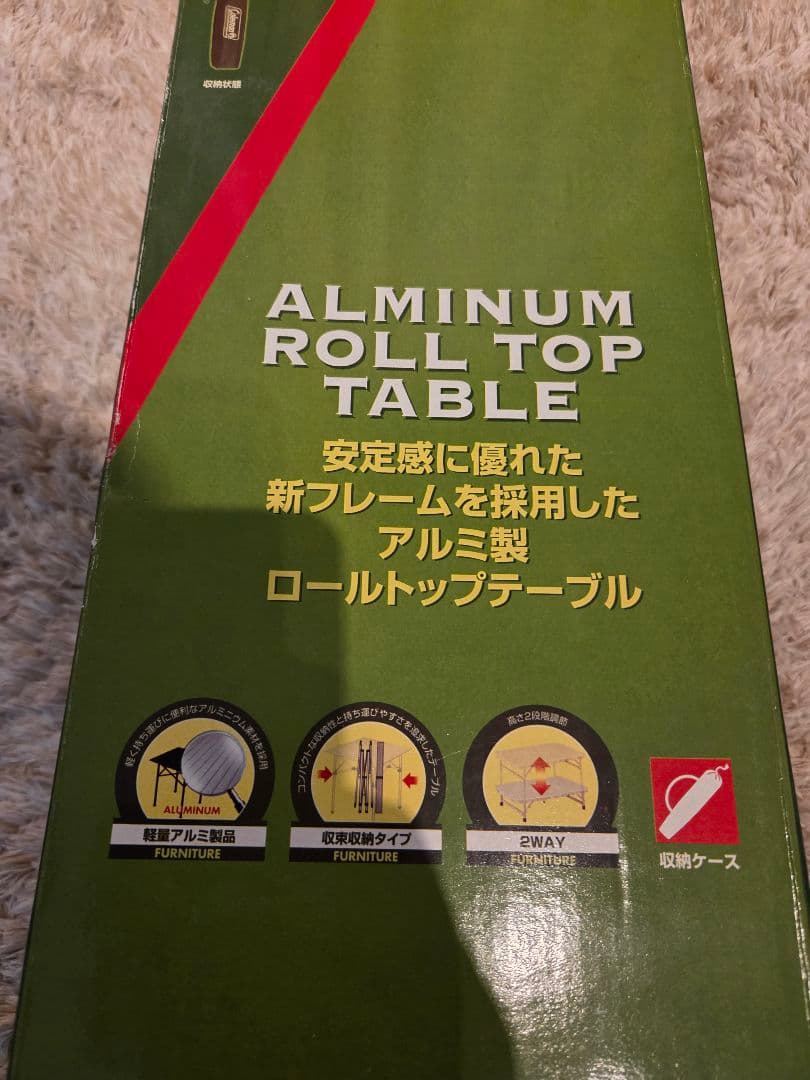 Coleman
収納状態
ALMINUM
ROLL TOP
TABLE
安定感に優れた
新フレームを採用した
アルミ製
ロールトップテーブル
軽く持ち運びに便利なアルミニウム素材を採用
ALUMINUM
軽量アルミ製品
FURNITURE
コンパクトな収納性と持ち運びやすさを追求したテーブル
収束収納タイプ
FURNITURE
高さ2段階調節
2WAY
FURNITURE
収納ケース